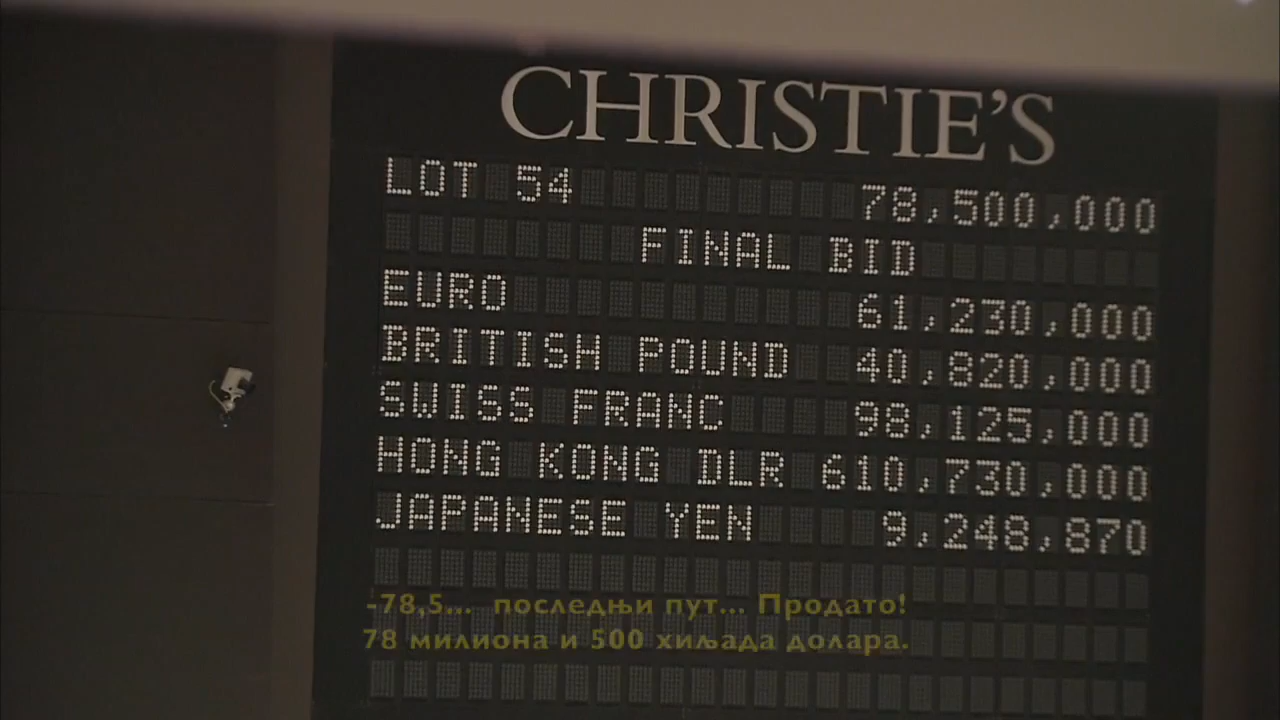 CHRISTIE'S
LOT 54 78,500,000
FINAL BID
EURO 61,230,000
BRITISH POUND 40,820,000
SWISS FRANC 98,125,000
HONG KONG DLR 610,730,000
JAPANESE YEN 9,248,870
-78,5... последњи пут... Продато!
78 милиона и 500 хиљада долара.